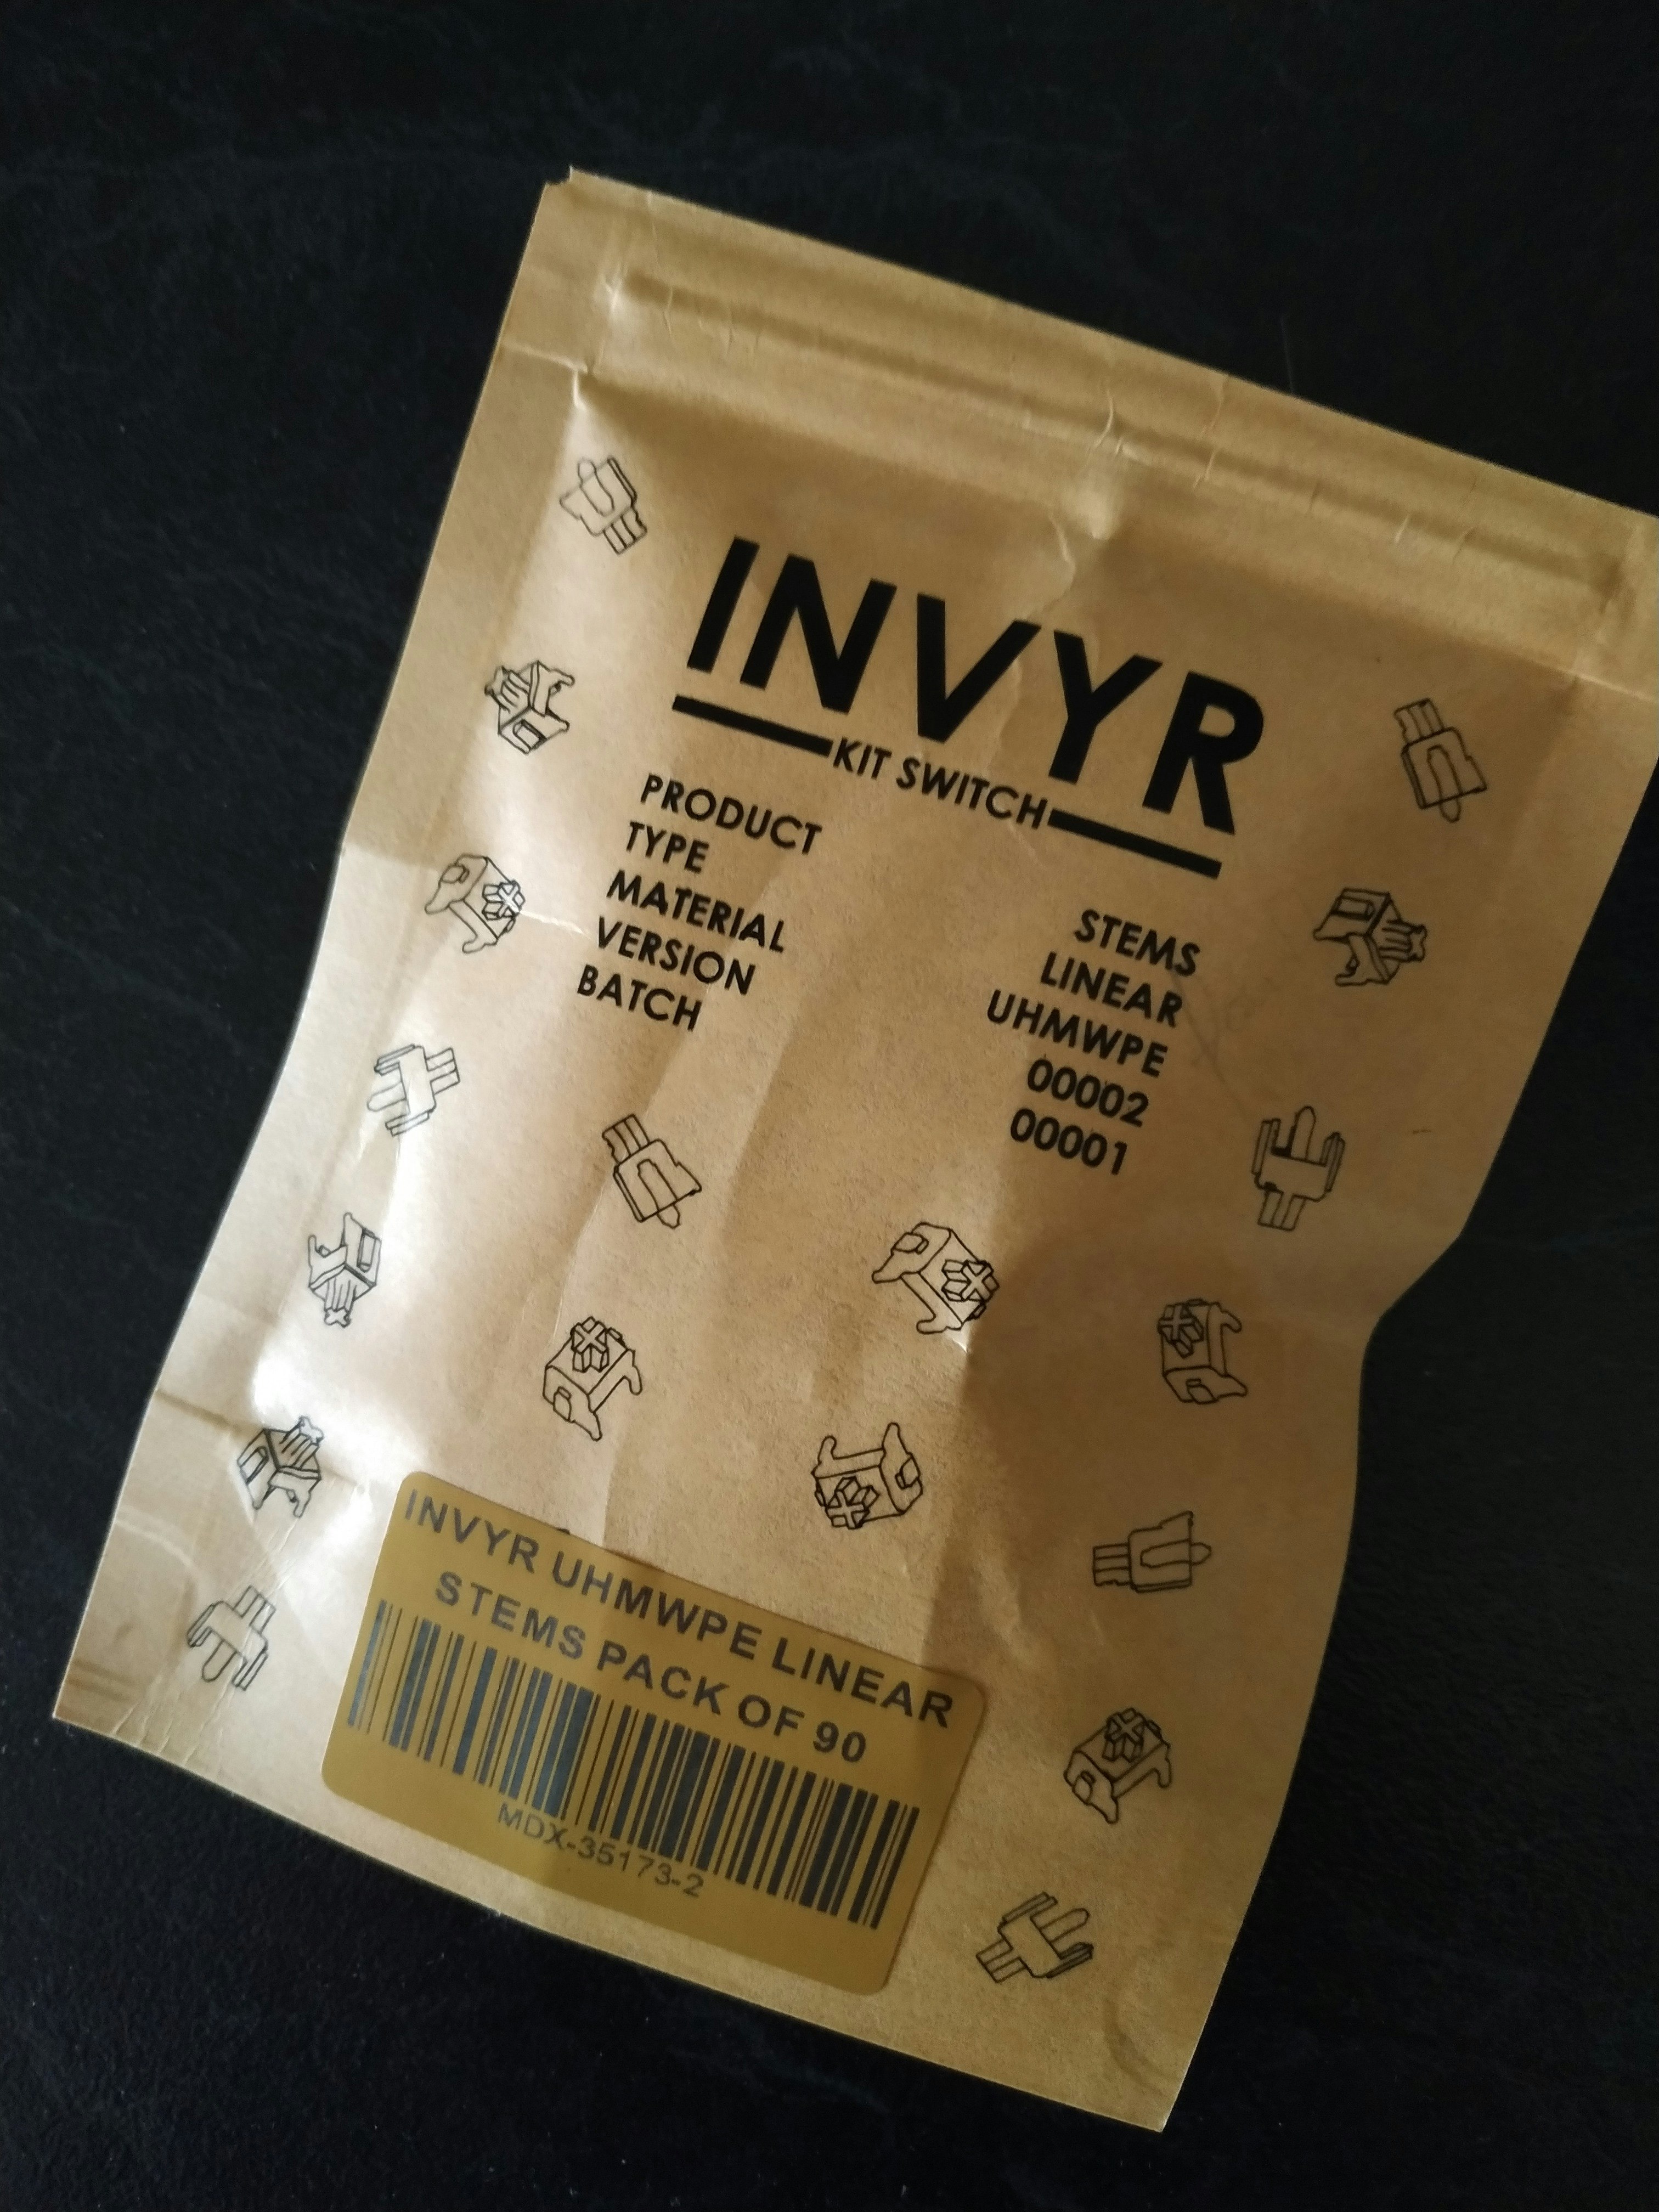 INVYR
KIT SWITCH
PRODUCT STEMS
TYPE LINEAR
MATERIAL UHMWPE
VERSION 00002
BATCH 00001
INVYR UHMWPE LINEAR
STEMS PACK OF 90
MDX-35173-2